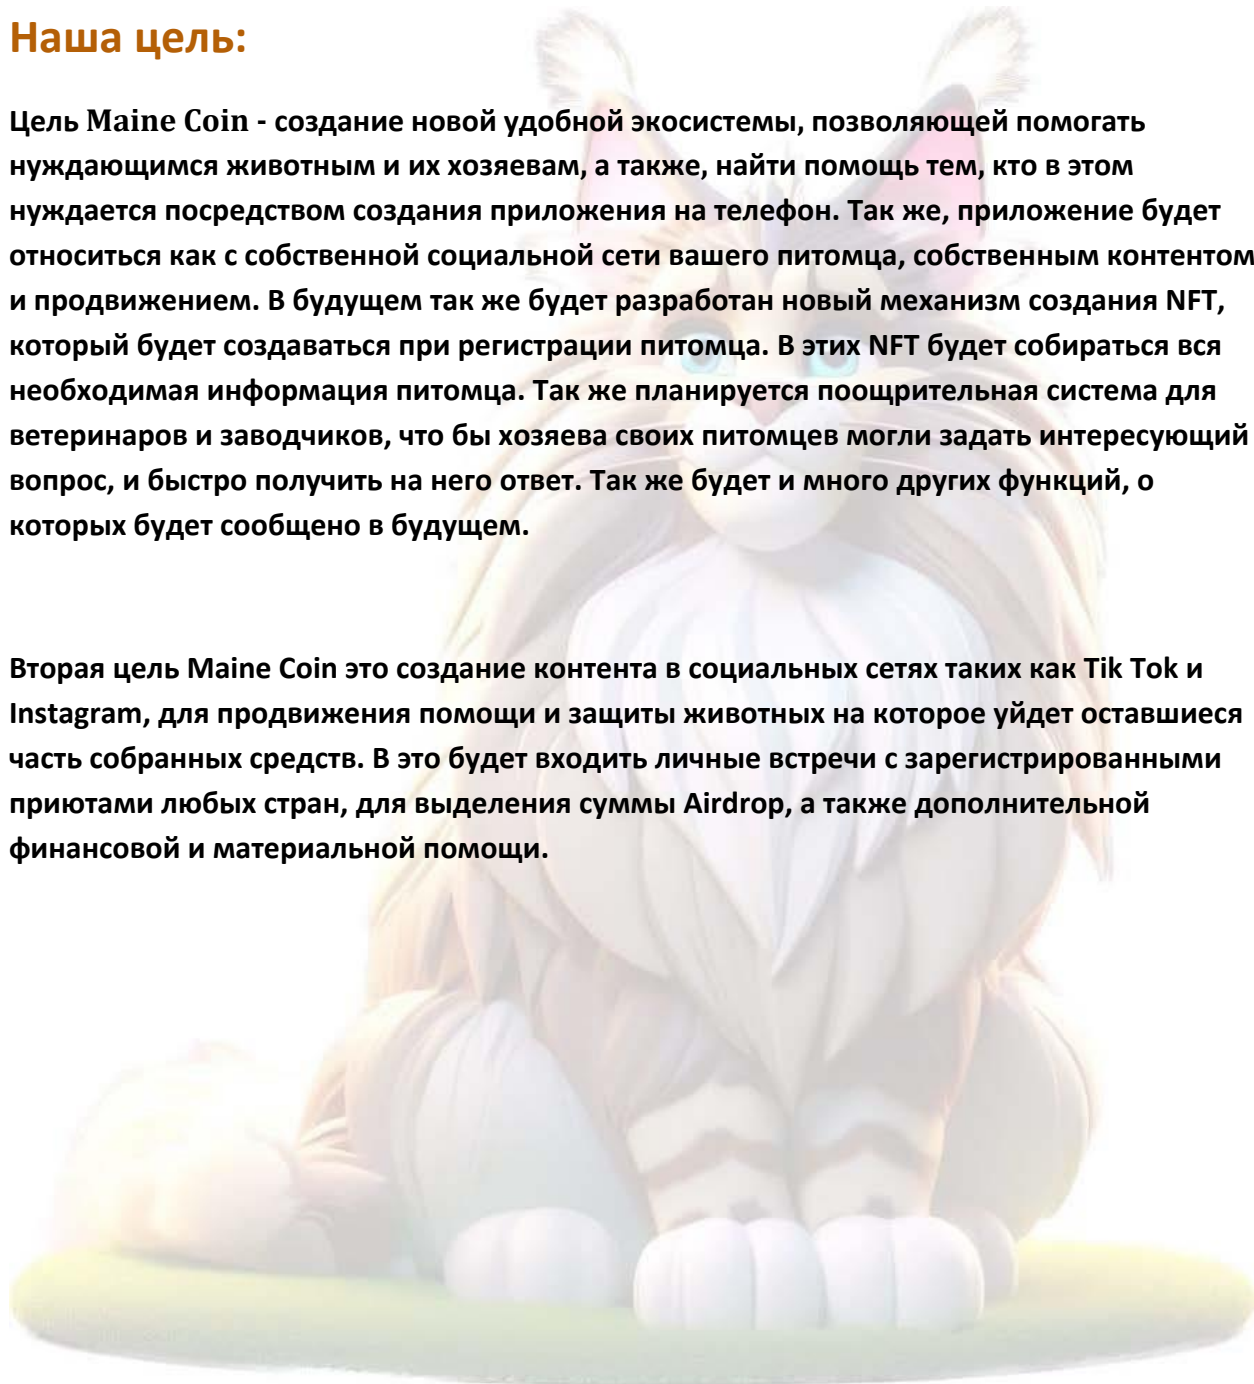 Наша цель:
Цель Maine Coin - создание новой удобной экосистемы, позволяющей помогать
нуждающимся животным и их хозяевам, а также, найти помощь тем, кто в этом
нуждается посредством создания приложения на телефон. Так же, приложение будет
относиться как с собственной социальной сети вашего питомца, собственным контентом
и продвижением. В будущем так же будет разработан новый механизм создания NFT,
который будет создаваться при регистрации питомца. В этих NFT будет собираться вся
необходимая информация питомца. Так же планируется поощрительная система для
ветеринаров и заводчиков, что бы хозяева своих питомцев могли задать интересующий
вопрос, и быстро получить на него ответ. Так же будет и много других функций, о
которых будет сообщено в будущем.
Вторая цель Maine Coin это создание контента в социальных сетях таких как Tik Tok и
Instagram, для продвижения помощи и защиты животных на которое уйдет оставшиеся
часть собранных средств. В это будет входить личные встречи с зарегистрированными
приютами любых стран, для выделения суммы Airdrop, а также дополнительной
финансовой и материальной помощи.